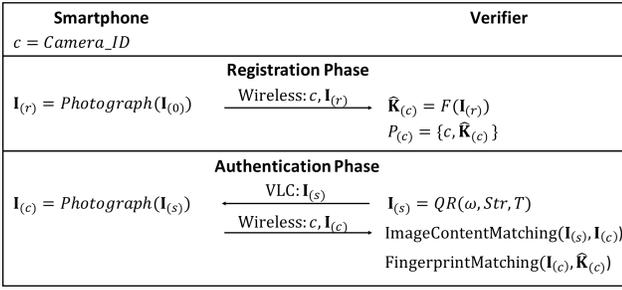 Smartphone Verifier
c = Camera_ID
Registration Phase
I(r) = Photograph(I(0)) Wireless: c, I(r) K̂(c) = F(I(r))
P(c) = {c, K̂(c)}
Authentication Phase
VLC: I(s)
I(c) = Photograph(I(s)) I(s) = QR(ω, Str, T)
Wireless: c, I(c)
ImageContentMatching(I(s), I(c))
FingerprintMatching(I(c), K̂(c))